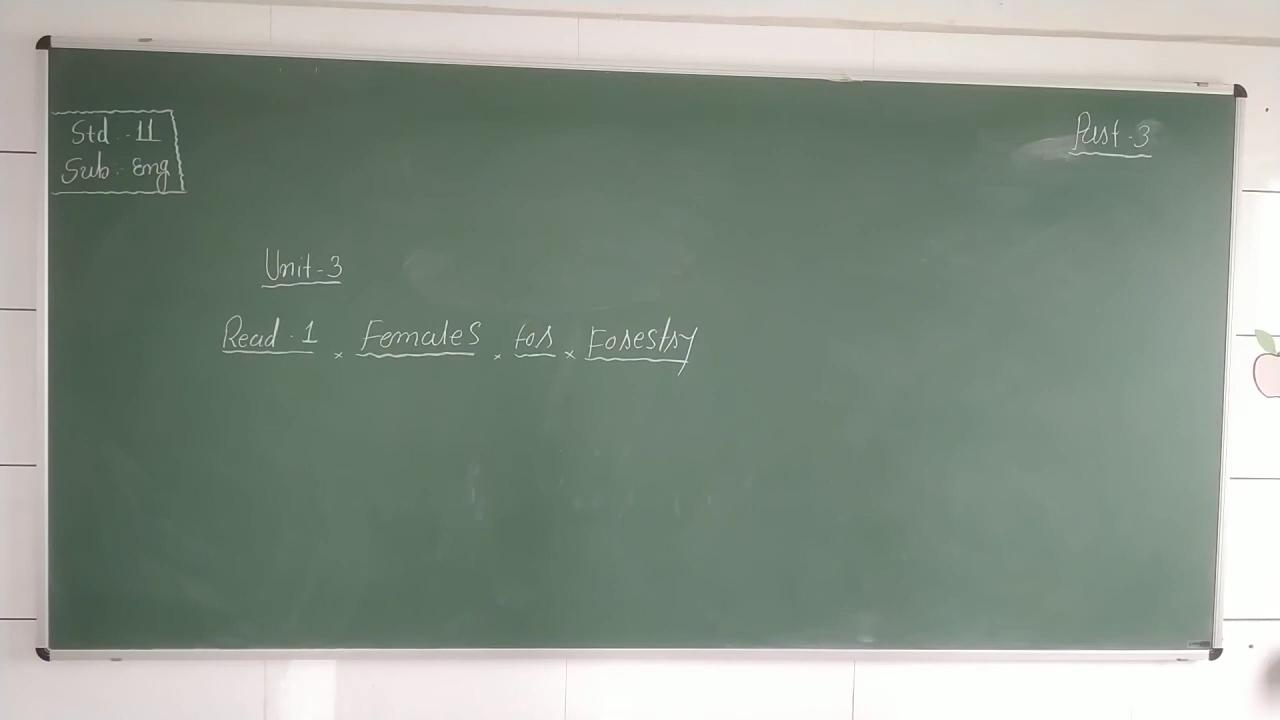 Std :- 11
Sub :- Eng
Part - 3
Unit - 3
Read . 1 × Females × for × Forestry